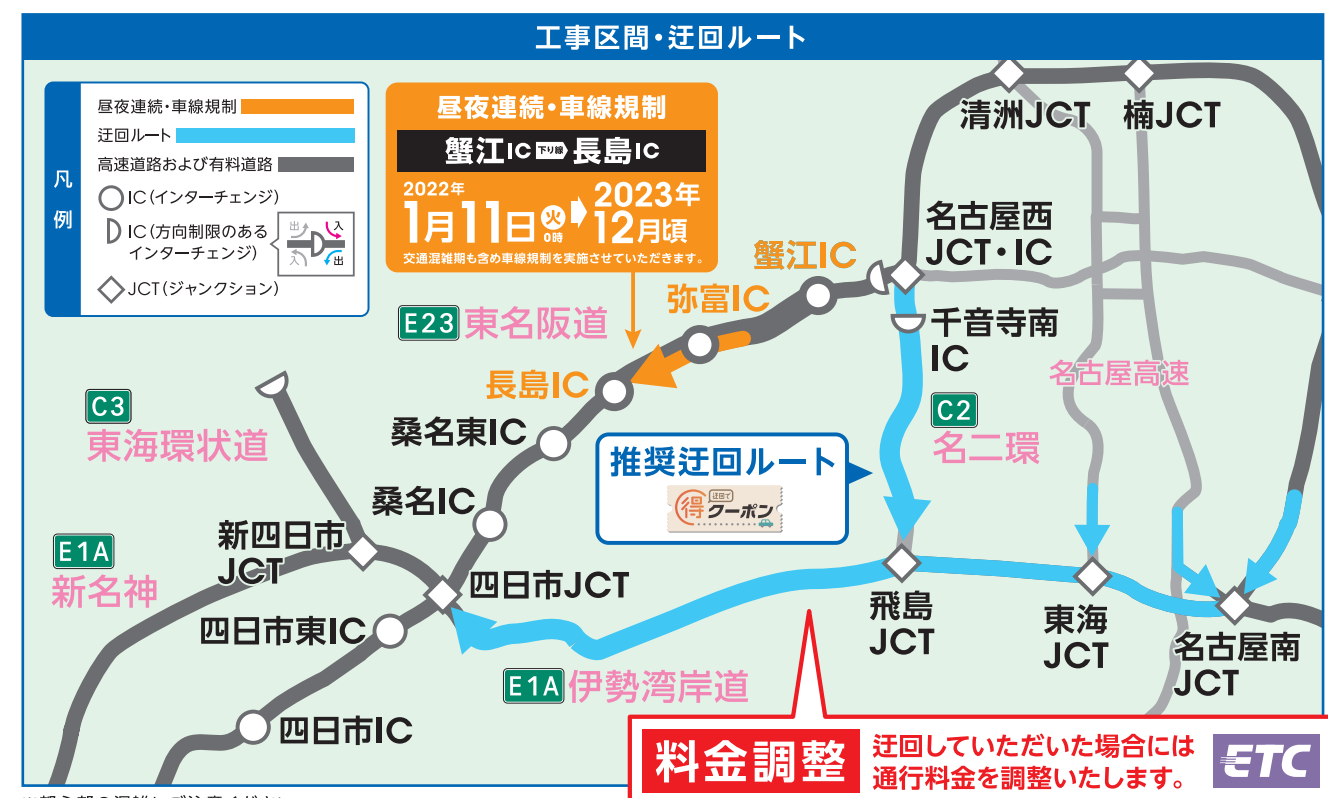 工事区間・迂回ルート
凡例
昼夜連続・車線規制
迂回ルート
高速道路および有料道路
IC(インターチェンジ)
IC(方向制限のある
インターチェンジ)
出 入
入 出
JCT(ジャンクション)
昼夜連続・車線規制
蟹江IC 下り線 長島IC
2022年
1月11日火0時
2023年
12月頃
交通混雑期も含め車線規制を実施させていただきます。
清洲JCT
楠JCT
名古屋西
JCT・IC
蟹江IC
弥富IC
千音寺南
IC
E23 東名阪道
名古屋高速
長島IC
C3
東海環状道
C2
名二環
桑名東IC
推奨迂回ルート
迂回で
得クーポン
桑名IC
新四日市
JCT
E1A
新名神
四日市JCT
四日市東IC
飛島
JCT
東海
JCT
名古屋南
JCT
E1A 伊勢湾岸道
四日市IC
料金調整
迂回していただいた場合には
通行料金を調整いたします。
ETC